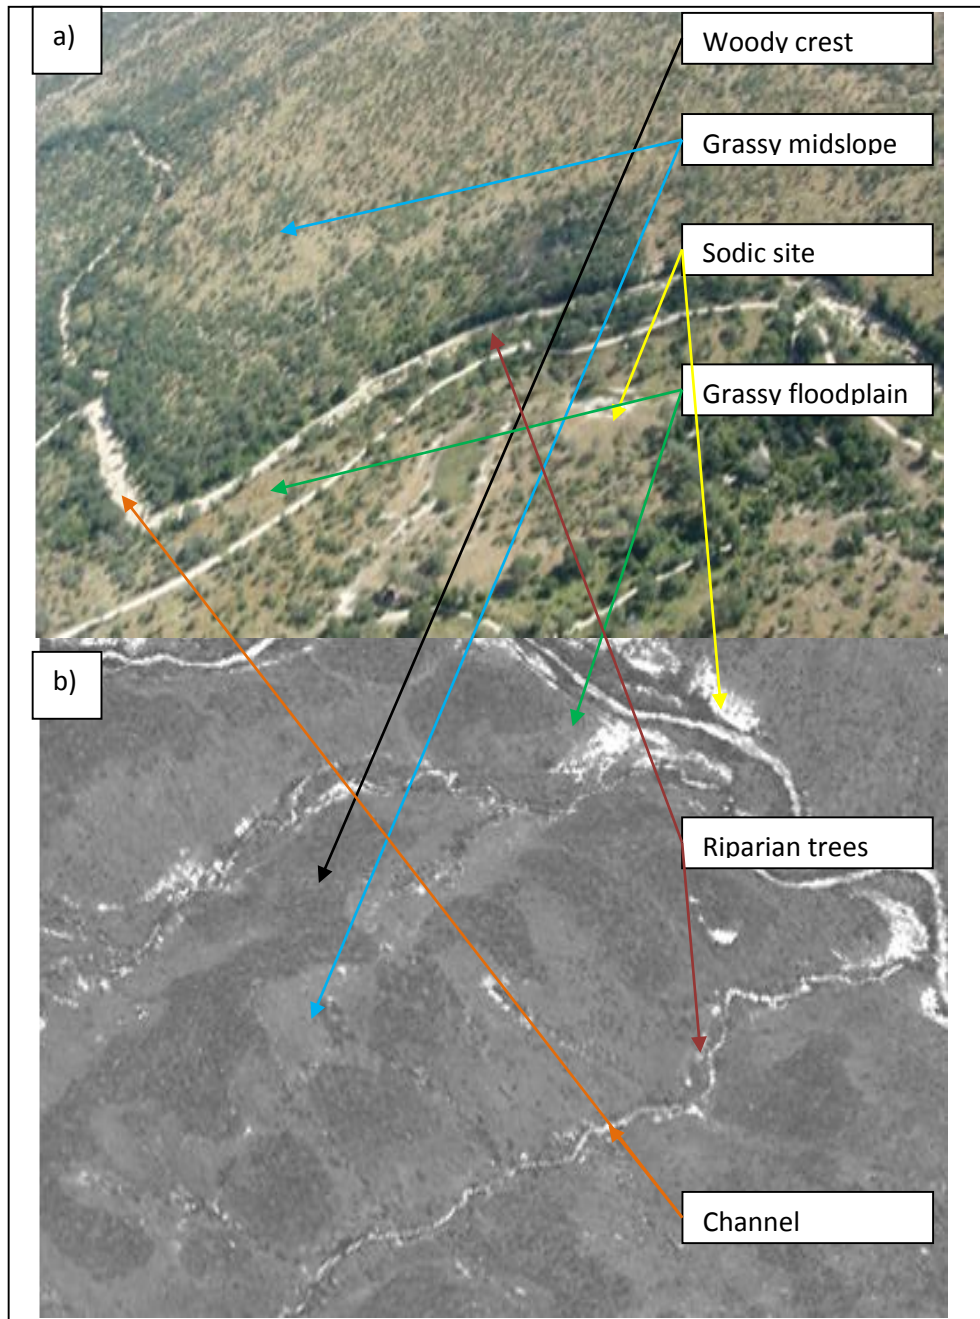 a)
Woody crest
Grassy midslope
Sodic site
Grassy floodplain
b)
Riparian trees
Channel